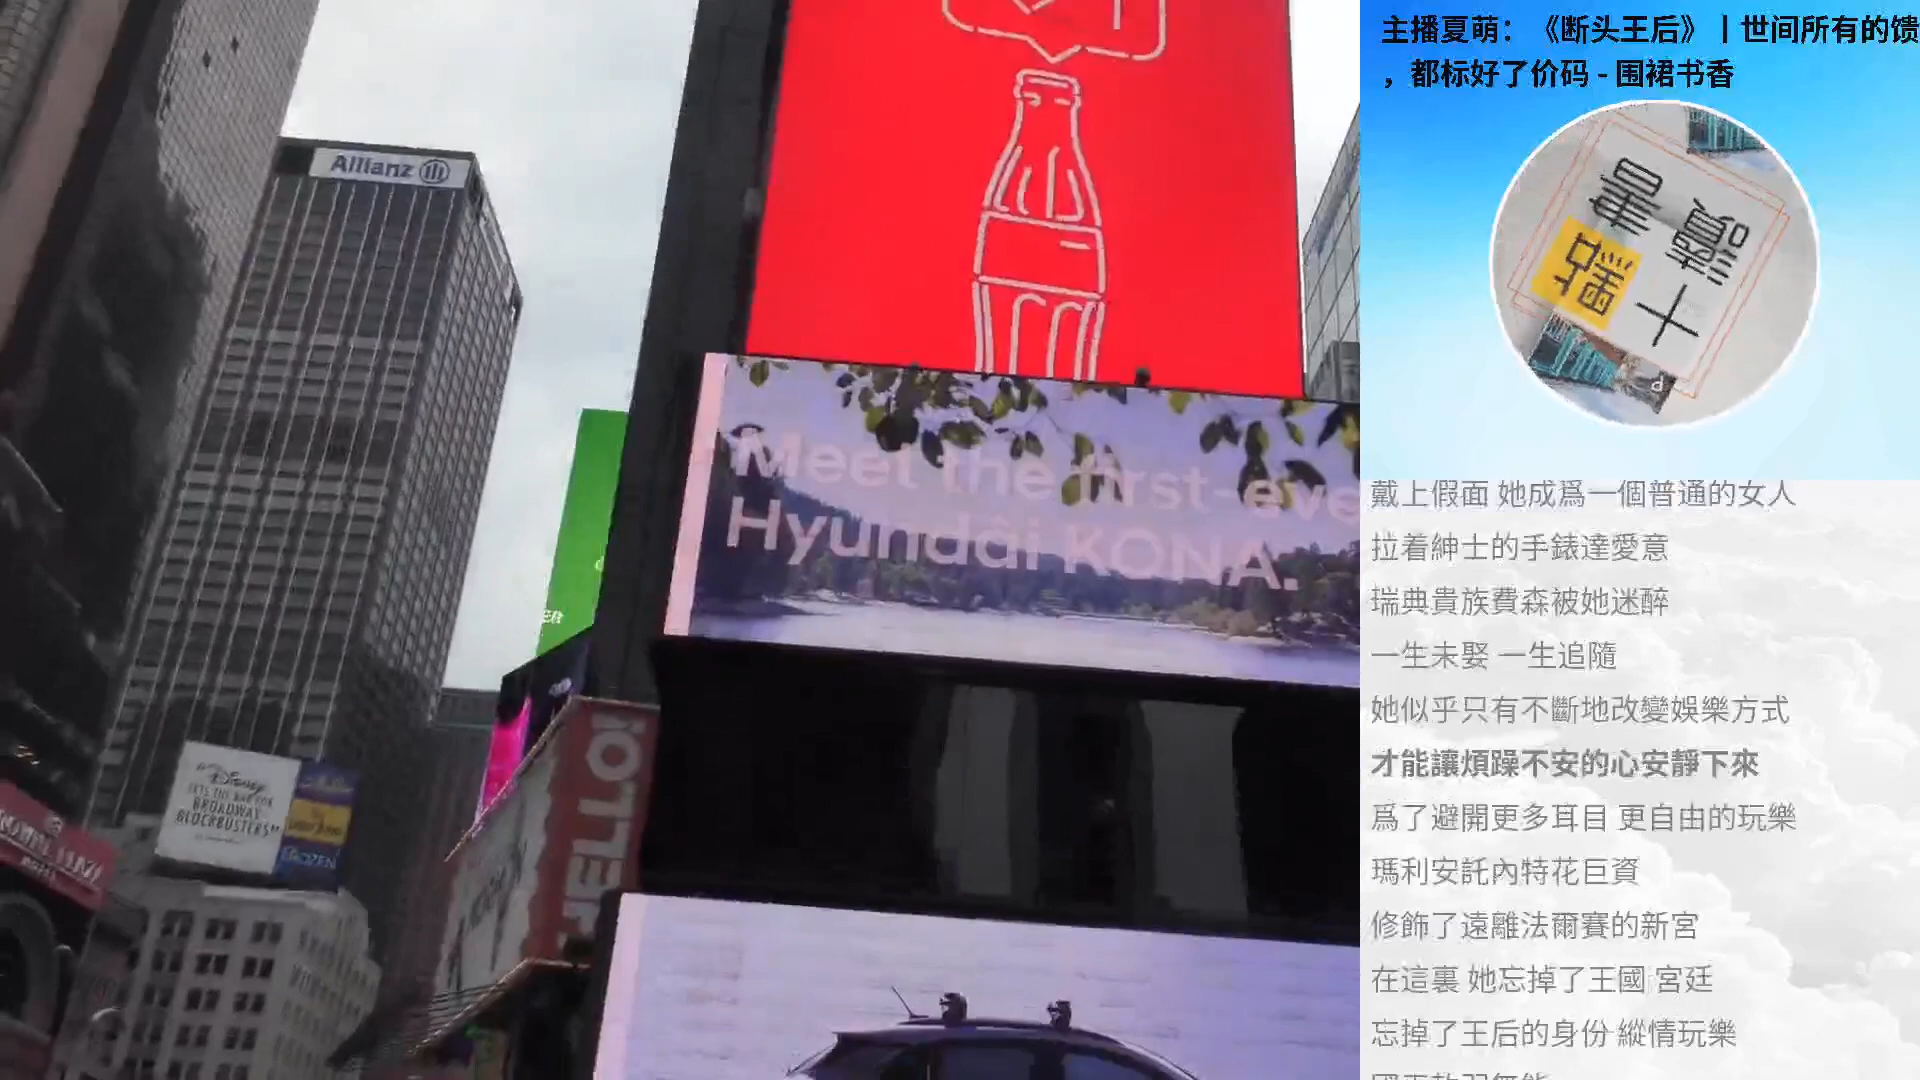 Allianz
Meet the first-eve
Hyundai KONA.
HELLO!
Disney
BROADWAY
BLOCKBUSTERS"
FROZEN
主播夏萌：《断头王后》丨世间所有的馈
，都标好了价码 - 围裙书香
戴上假面 她成爲一個普通的女人
拉着紳士的手錶達愛意
瑞典貴族費森被她迷醉
一生未娶 一生追隨
她似乎只有不斷地改變娛樂方式
才能讓煩躁不安的心安靜下來
爲了避開更多耳目 更自由的玩樂
瑪利安託內特花巨資
修飾了遠離法爾賽的新宮
在這裏 她忘掉了王國 宮廷
忘掉了王后的身份 縱情玩樂